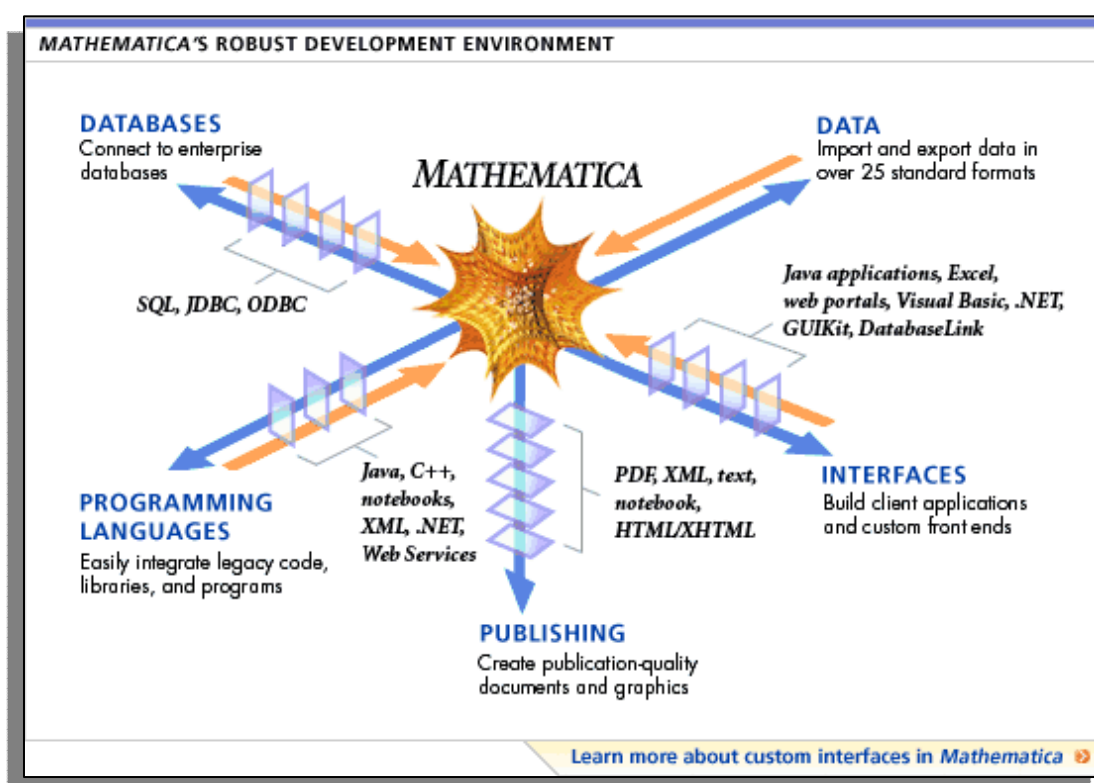 MATHEMATICA'S ROBUST DEVELOPMENT ENVIRONMENT
DATABASES
Connect to enterprise
databases
MATHEMATICA
DATA
Import and export data in
over 25 standard formats
SQL, JDBC, ODBC
Java applications, Excel,
web portals, Visual Basic, .NET,
GUIKit, DatabaseLink
PROGRAMMING
LANGUAGES
Easily integrate legacy code,
libraries, and programs
Java, C++,
notebooks,
XML, .NET,
Web Services
PDF, XML, text,
notebook,
HTML/XHTML
INTERFACES
Build client applications
and custom front ends
PUBLISHING
Create publication-quality
documents and graphics
Learn more about custom interfaces in Mathematica